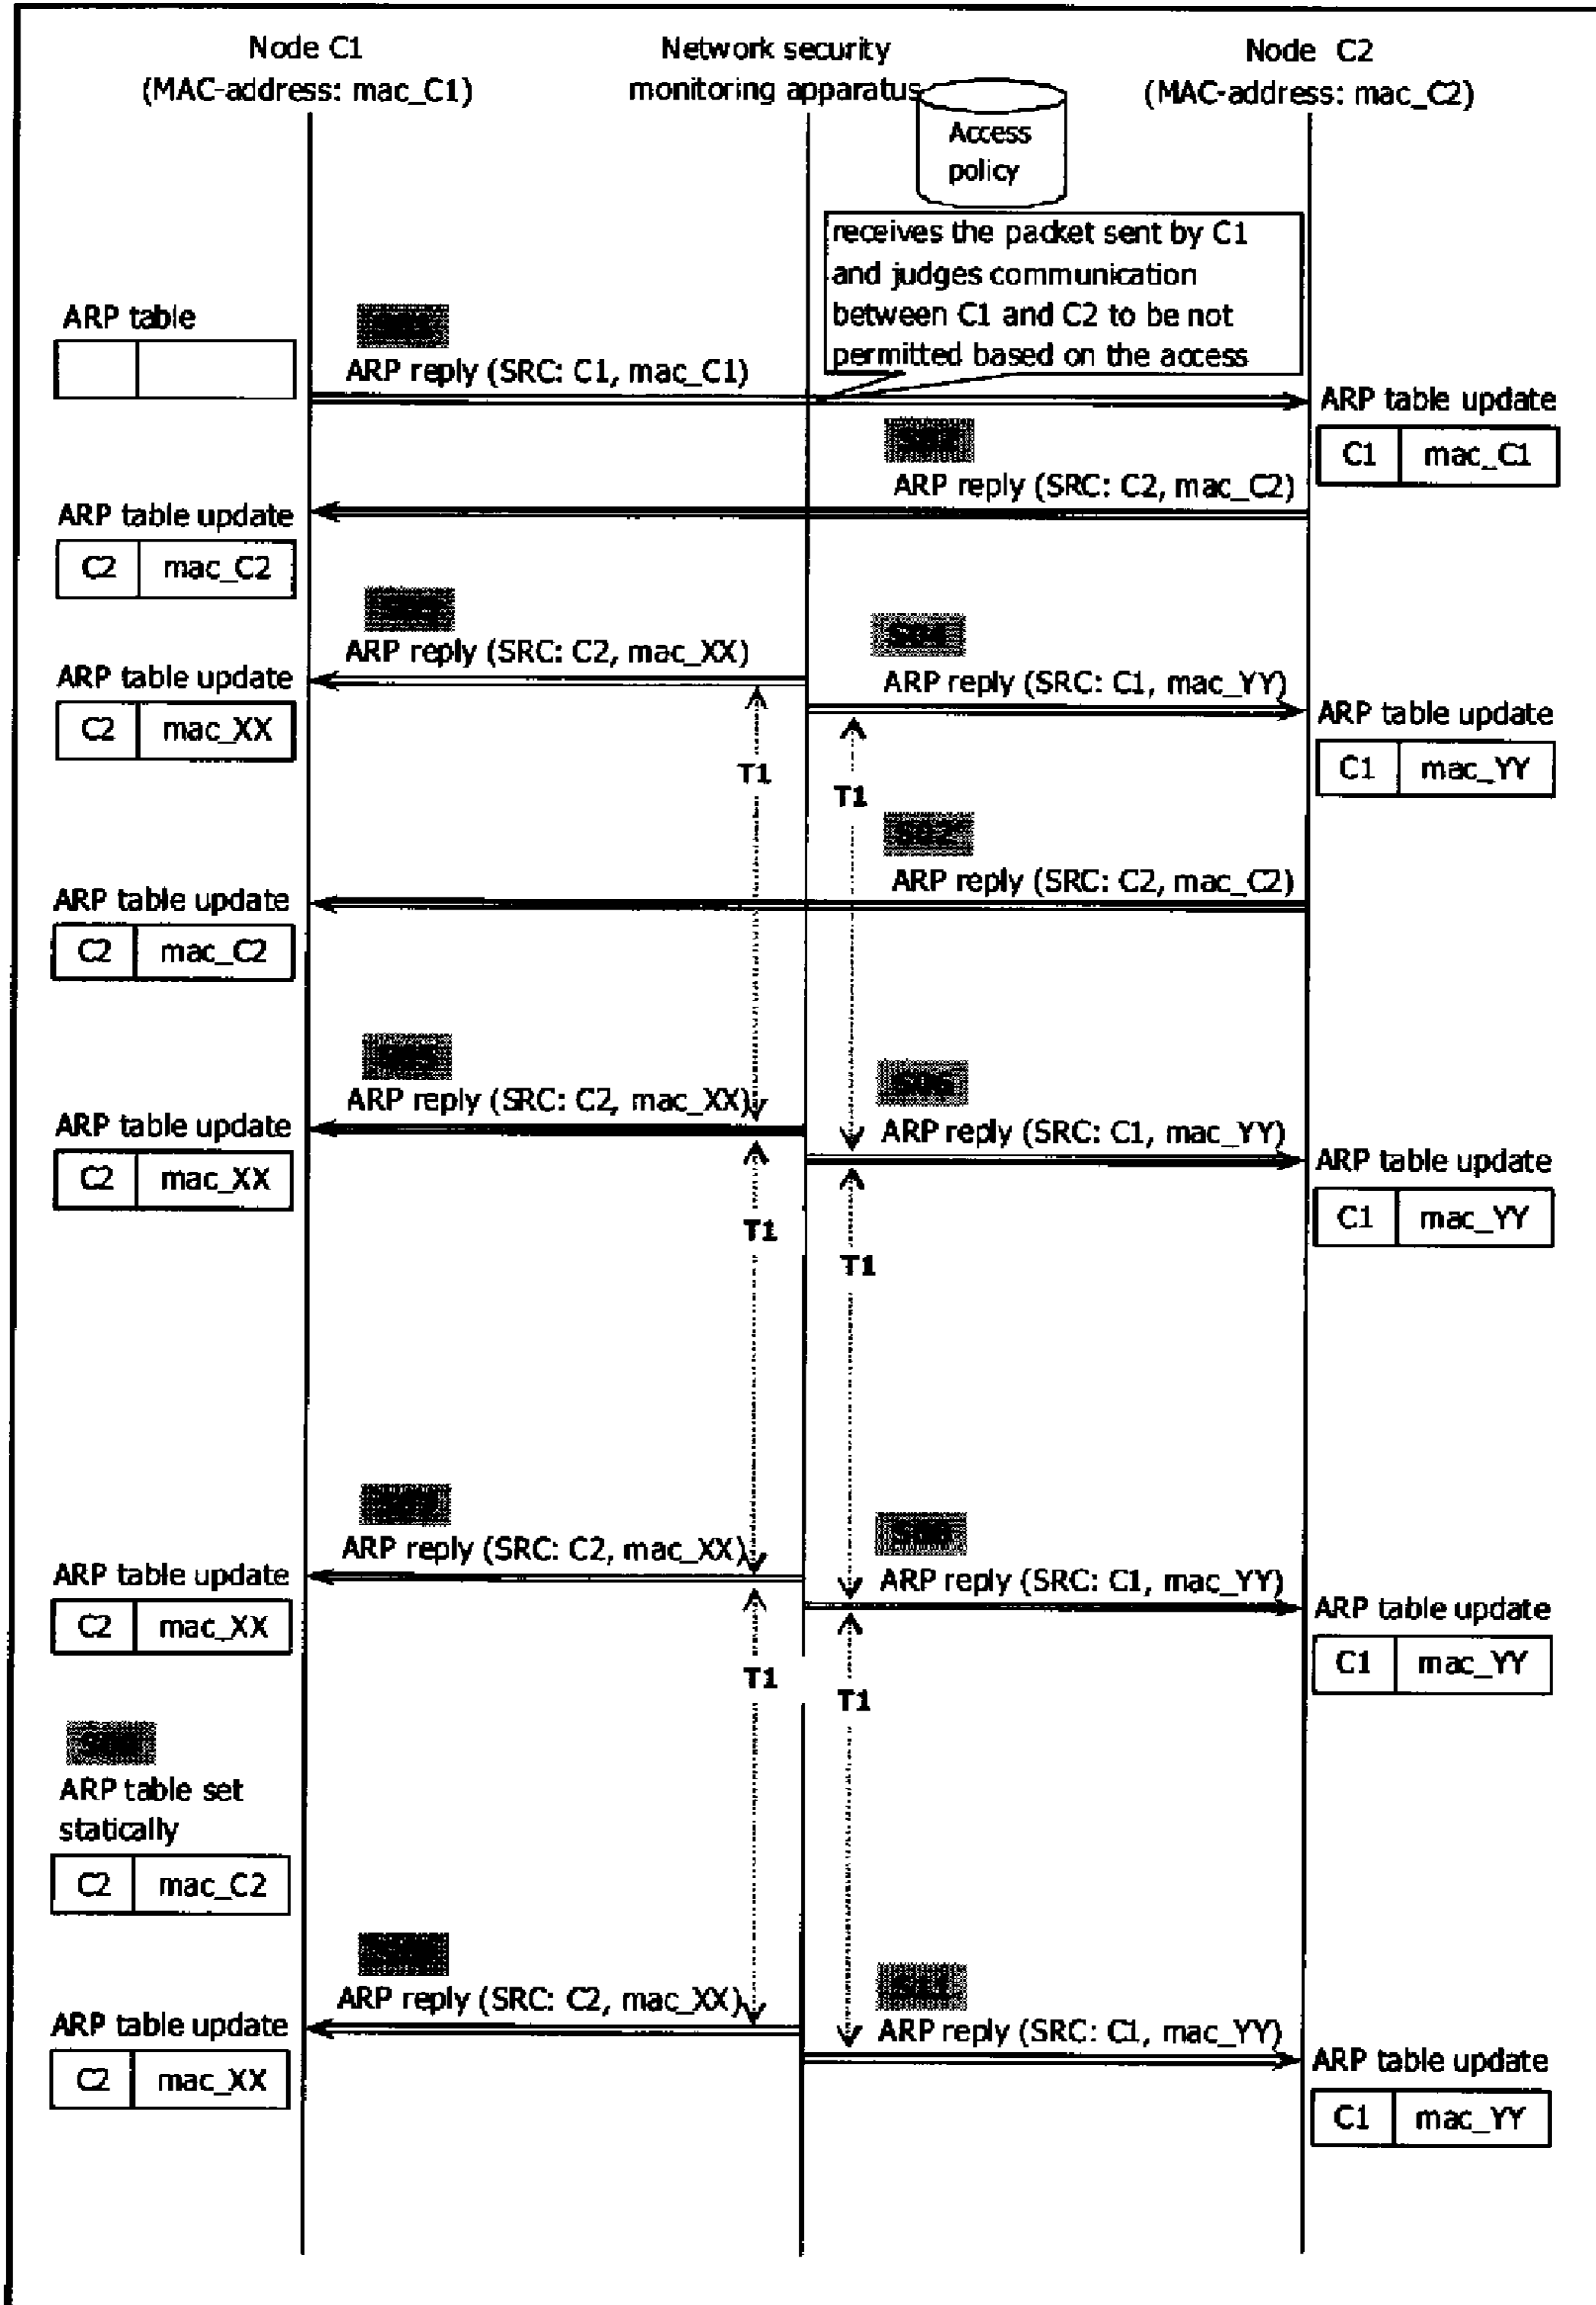 Node C1
(MAC-address: mac_C1)
Network security
monitoring apparatus
Node C2
(MAC-address: mac_C2)
Access
policy
receives the packet sent by C1
and judges communication
between C1 and C2 to be not
permitted based on the access
ARP table
ARP reply (SRC: C1, mac_C1)
ARP table update
C1 mac_C1
S02
ARP reply (SRC: C2, mac_C2)
ARP table update
C2 mac_C2
ARP reply (SRC: C2, mac_XX)
ARP table update
C2 mac_XX
S04
ARP reply (SRC: C1, mac_YY)
ARP table update
C1 mac_YY
T1
T1
ARP reply (SRC: C2, mac_C2)
ARP table update
C2 mac_C2
ARP reply (SRC: C2, mac_XX)
ARP table update
C2 mac_XX
S06
ARP reply (SRC: C1, mac_YY)
ARP table update
C1 mac_YY
T1
T1
ARP reply (SRC: C2, mac_XX)
ARP table update
C2 mac_XX
S08
ARP reply (SRC: C1, mac_YY)
ARP table update
C1 mac_YY
T1
T1
ARP table set
statically
C2 mac_C2
ARP reply (SRC: C2, mac_XX)
ARP table update
C2 mac_XX
S11
ARP reply (SRC: C1, mac_YY)
ARP table update
C1 mac_YY